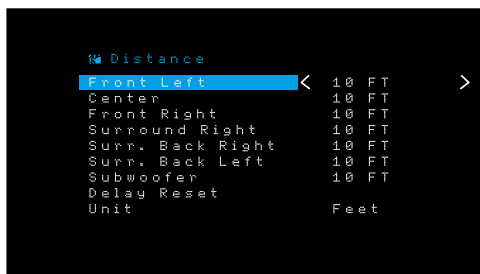 Distance
Front Left < 10 FT >
Center 10 FT
Front Right 10 FT
Surround Right 10 FT
Surr. Back Right 10 FT
Surr. Back Left 10 FT
Subwoofer 10 FT
Delay Reset
Unit Feet